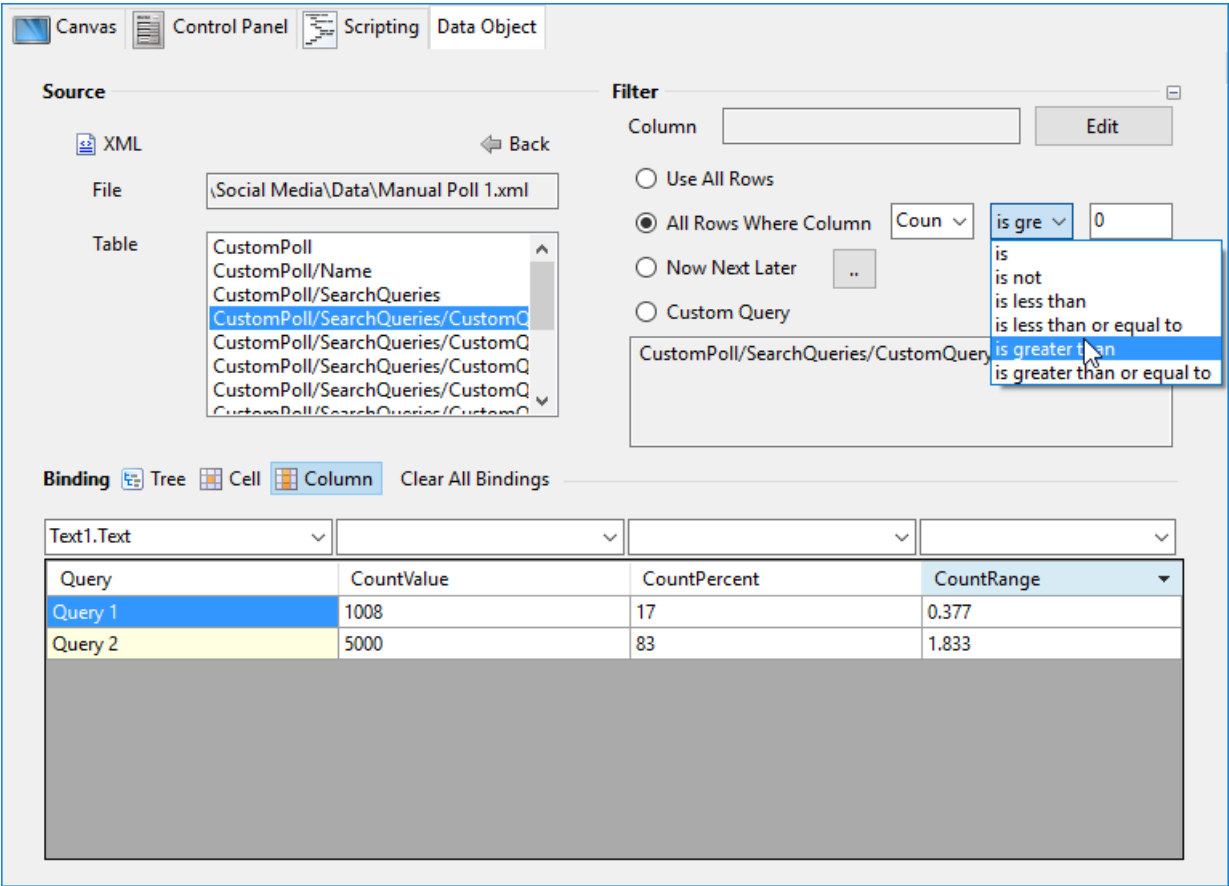 Canvas Control Panel Scripting Data Object
Source
XML Back
File \Social Media\Data\Manual Poll 1.xml
Table
CustomPoll
CustomPoll/Name
CustomPoll/SearchQueries
CustomPoll/SearchQueries/CustomQ
CustomPoll/SearchQueries/CustomQ
CustomPoll/SearchQueries/CustomQ
CustomPoll/SearchQueries/CustomQ
CustomPoll/SearchQueries/CustomQ
Filter
Column Edit
Use All Rows
All Rows Where Column Coun is gre 0
Now Next Later ..
Custom Query
is
is not
is less than
is less than or equal to
is greater than
is greater than or equal to
CustomPoll/SearchQueries/CustomQuery
Binding Tree Cell Column Clear All Bindings
Text1.Text
Query CountValue CountPercent CountRange
Query 1 1008 17 0.377
Query 2 5000 83 1.833